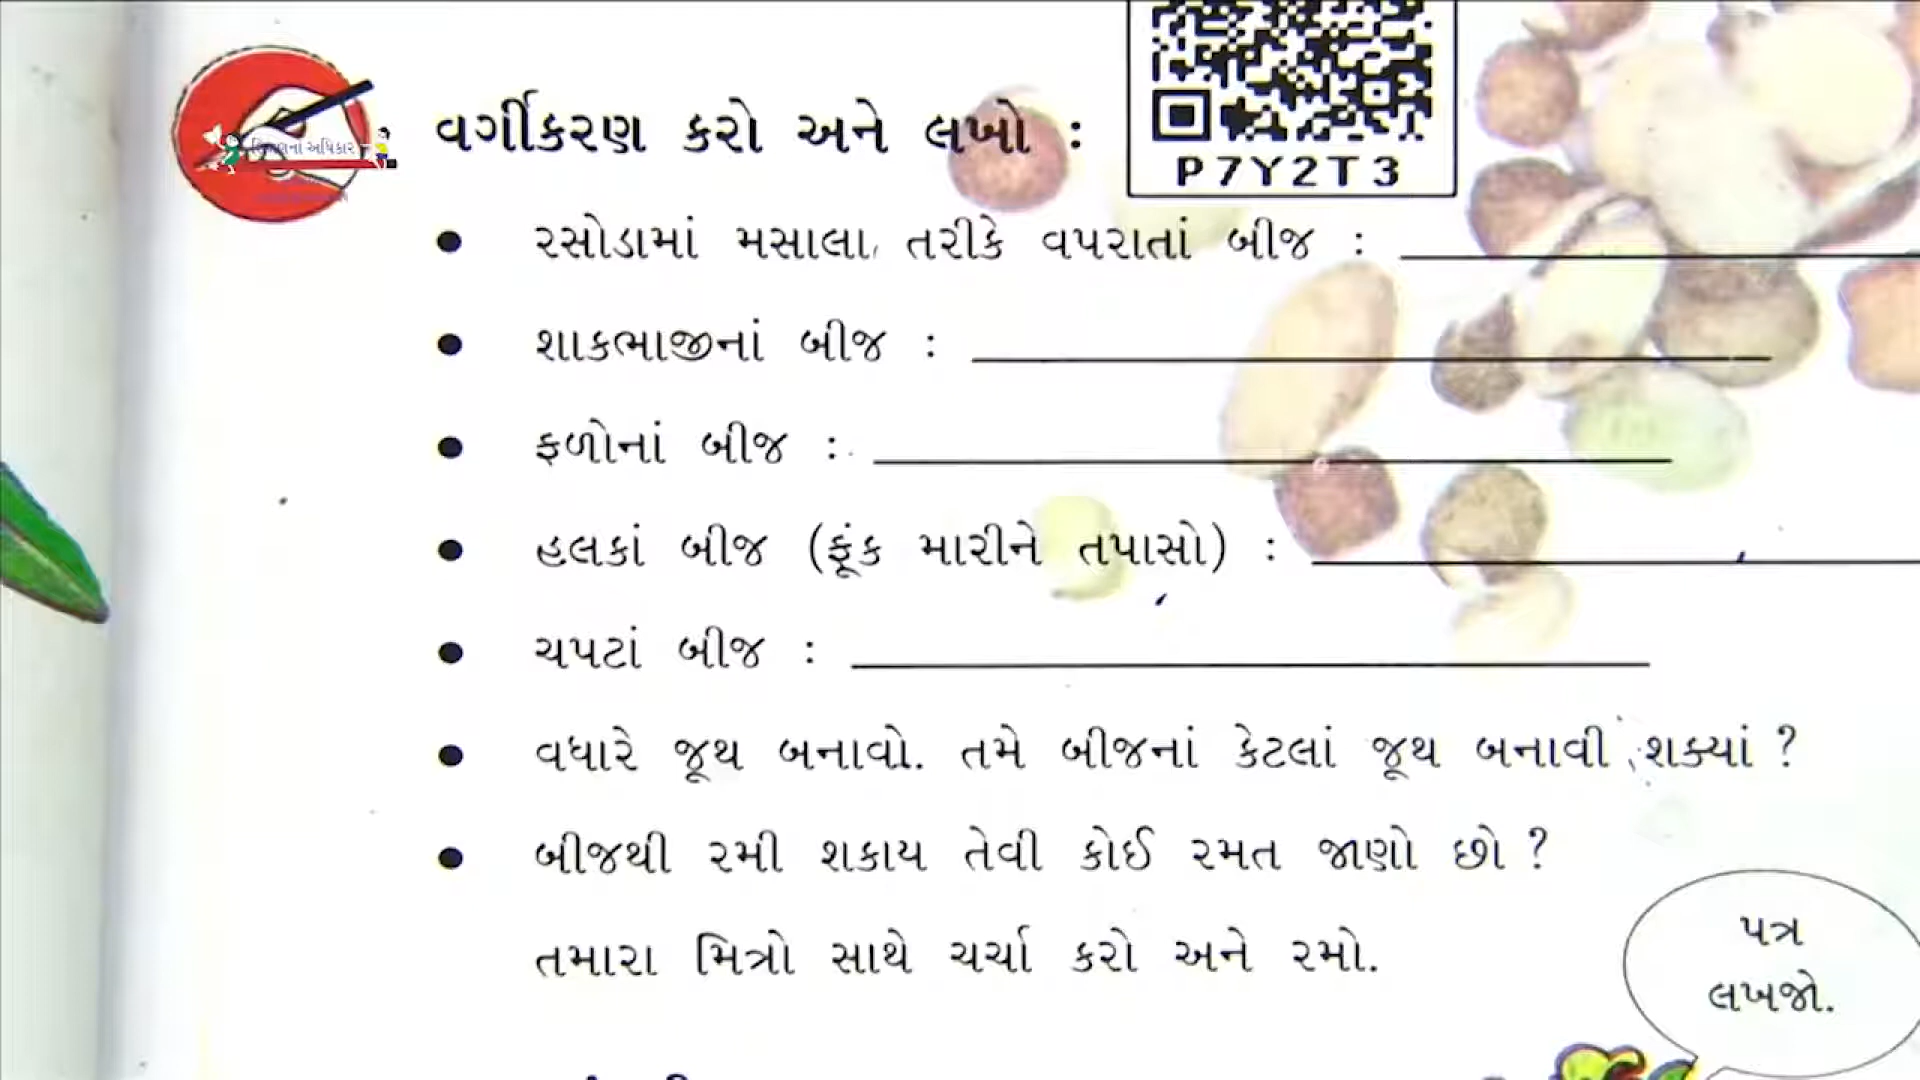 વર્ગીકરણ કરો અને લખો :
P7Y2T3
• રસોડામાં મસાલા તરીકે વપરાતાં બીજ :
• શાકભાજીનાં બીજ :
• ફળોનાં બીજ :
• હલકાં બીજ (ફૂંક મારીને તપાસો) :
• ચપટાં બીજ :
• વધારે જૂથ બનાવો. તમે બીજનાં કેટલાં જૂથ બનાવી શક્યાં ?
• બીજથી રમી શકાય તેવી કોઈ રમત જાણો છો ?
તમારા મિત્રો સાથે ચર્ચા કરો અને રમો.
પત્ર
લખજો.